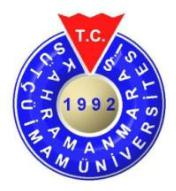 T.C.
KAHRAMANMARAŞ
SÜTÇÜ İMAM ÜNİVERSİTESİ
1992